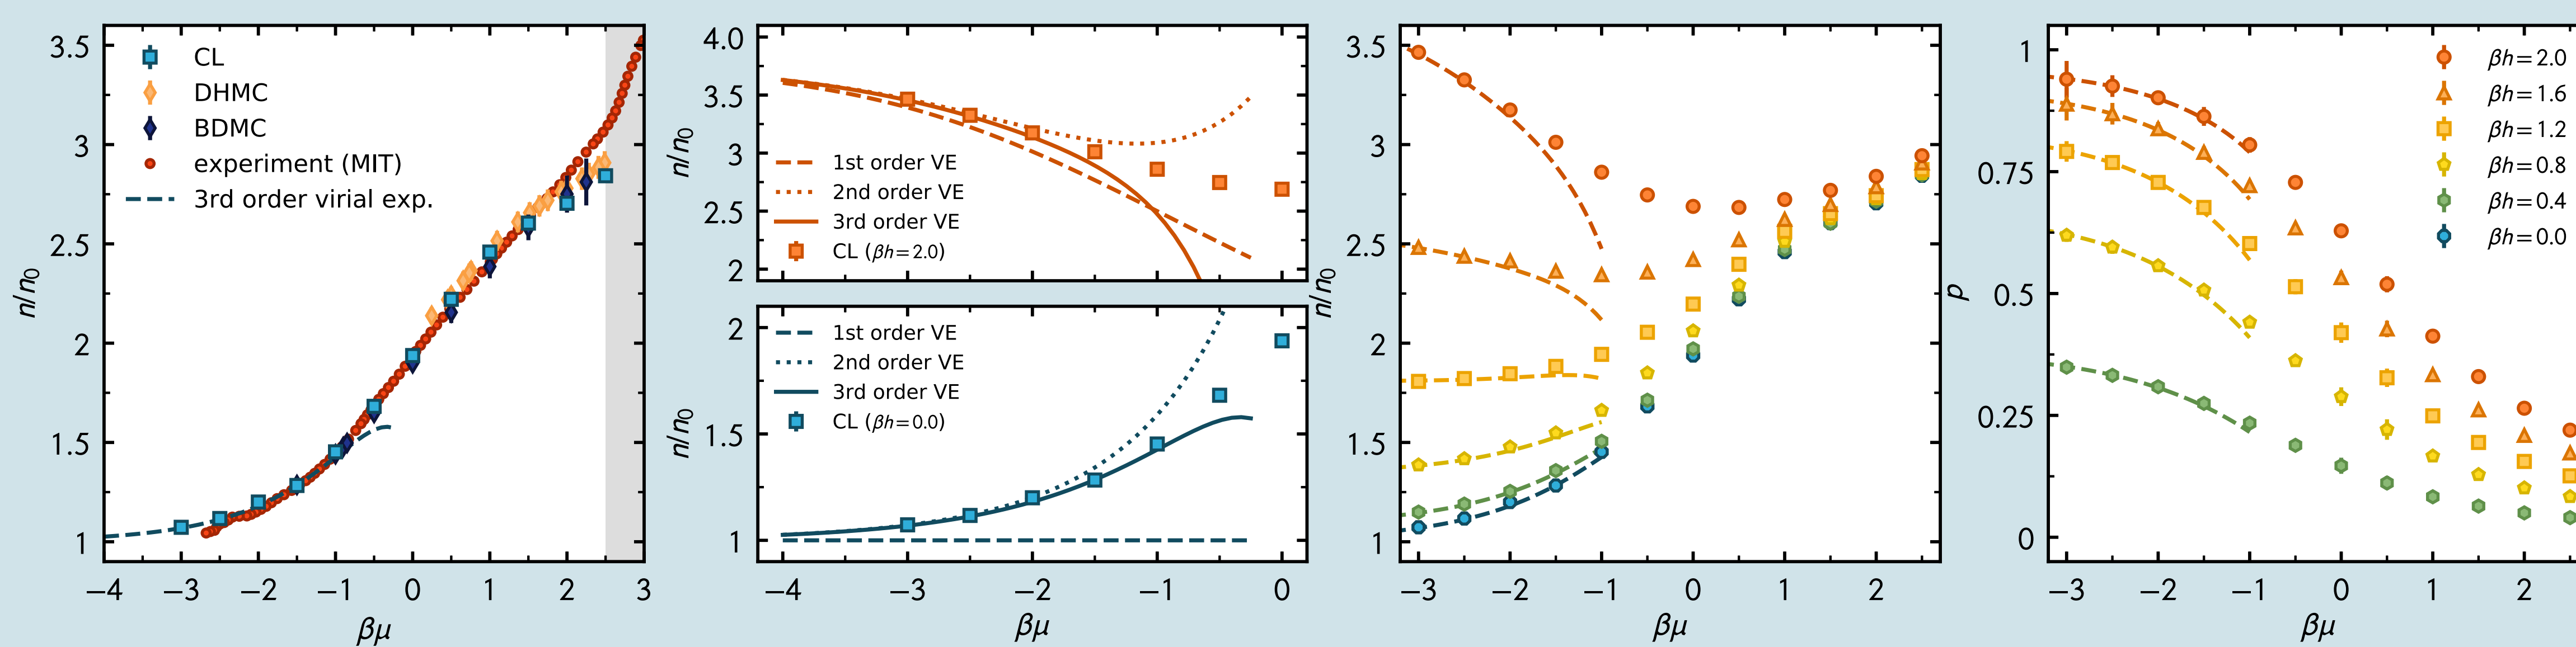 3.5
3
2.5
2
1.5
1
n/n0
CL
DHMC
BDMC
experiment (MIT)
3rd order virial exp.
−4 −3 −2 −1 0 1 2 3
βμ
4.0
3.5
3
2.5
2
n/n0
1st order VE
2nd order VE
3rd order VE
CL (βh=2.0)
2
1.5
1
n/n0
1st order VE
2nd order VE
3rd order VE
CL (βh=0.0)
−4 −3 −2 −1 0
βμ
3.5
3
2.5
2
1.5
1
n/n0
−3 −2 −1 0 1 2
βμ
1
0.75
0.5
0.25
0
p
βh=2.0
βh=1.6
βh=1.2
βh=0.8
βh=0.4
βh=0.0
−3 −2 −1 0 1 2
βμ